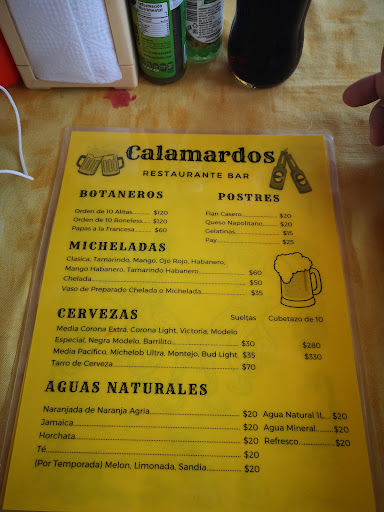 Calamardos
RESTAURANTE BAR
BOTANEROS
Orden de 10 Alitas.......... $120
Orden de 10 Boneless.... $120
Papas a la Francesa........ $60
POSTRES
Flan Casero.................. $20
Queso Napolitano....... $20
Gelatinas..................... $15
Pay............................. $25
MICHELADAS
Clasica, Tamarindo, Mango, Ojo Rojo, Habanero,
Mango Habanero, Tamarindo Habanero.................. $60
Chelada.................................................. $50
Vaso de Preparado Chelada o Michelada................ $35
CERVEZAS
Sueltas Cubetazo de 10
Media Corona Extra, Corona Light, Victoria, Modelo
Especial, Negra Modelo, Barrilito................ $30 $280
Media Pacifico, Michelob Ultra, Montejo, Bud Light $35 $330
Tarro de Cerveza.......................................... $70
AGUAS NATURALES
Naranjada de Naranja Agria............................ $20
Jamaica.................................................. $20
Horchata................................................. $20
Té........................................................ $20
(Por Temporada) Melon, Limonada, Sandia............ $20
Agua Natural 1L... $20
Agua Mineral....... $20
Refresco............. $20